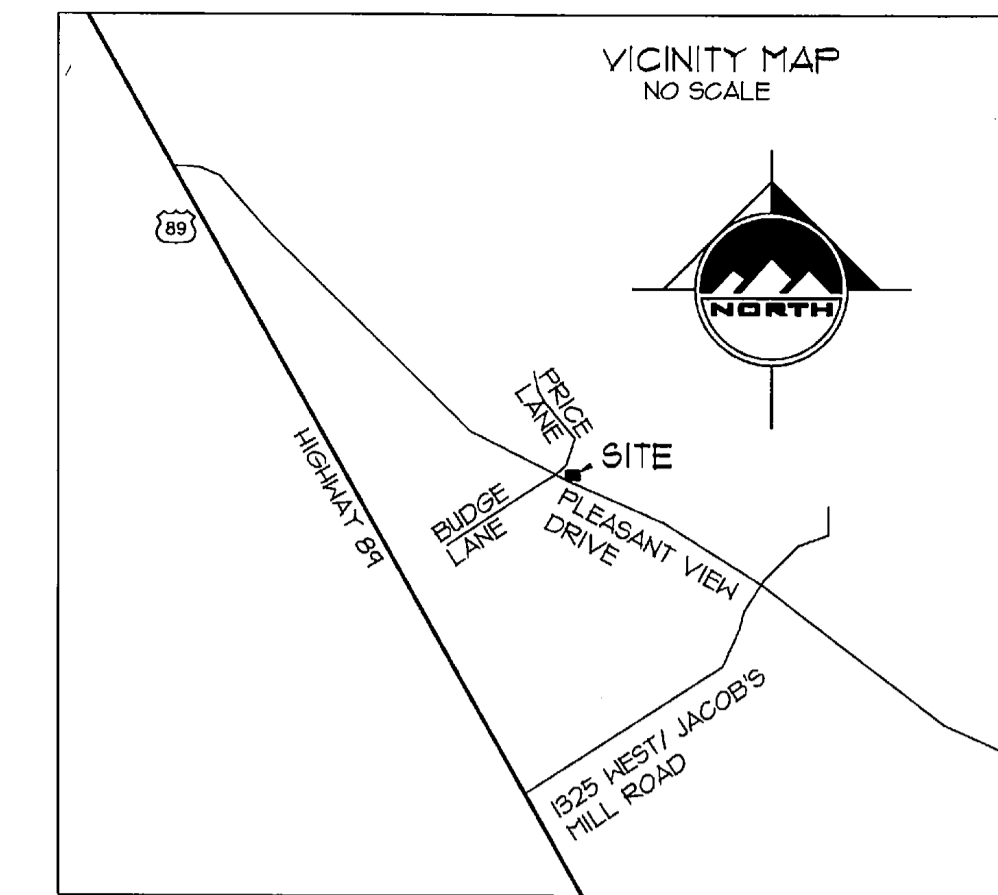 VICINITY MAP
NO SCALE
89
NORTH
PRICE
LANE
SITE
HIGHWAY 89
BUDGE
LANE
PLEASANT VIEW
DRIVE
1325 WEST/ JACOB'S
MILL ROAD